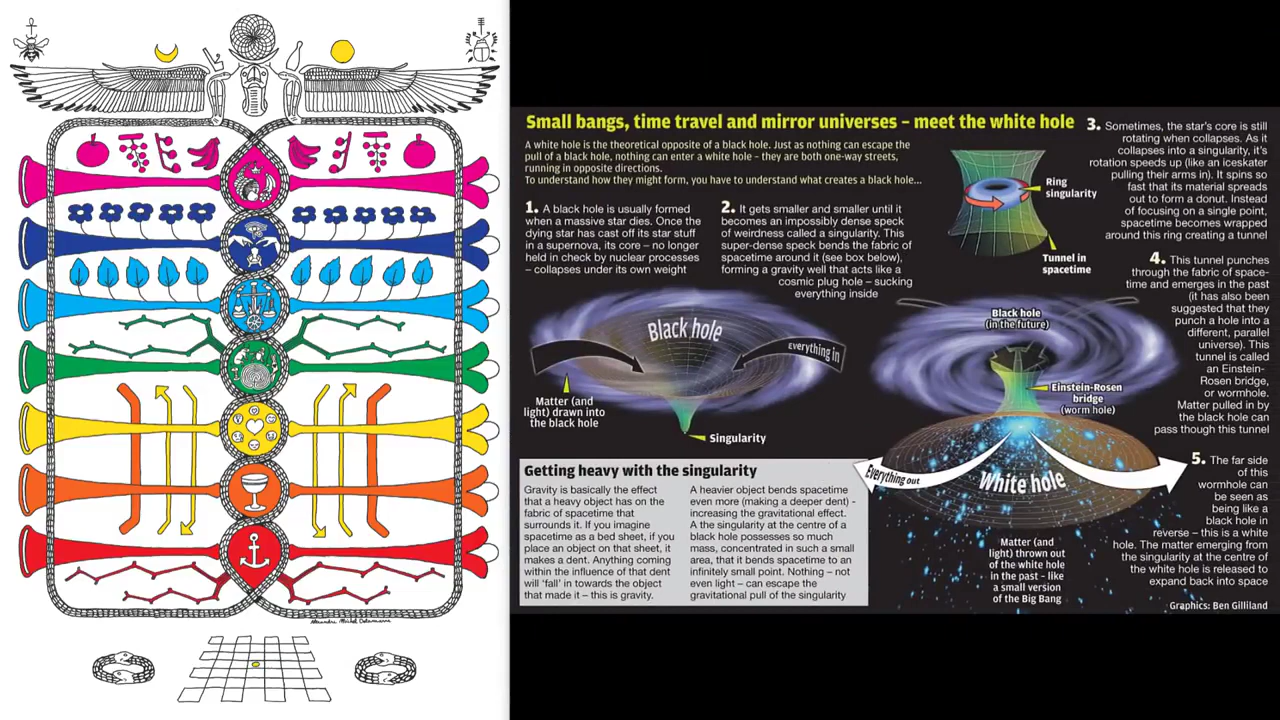 Small bangs, time travel and mirror universes – meet the white hole
A white hole is the theoretical opposite of a black hole. Just as nothing can escape the
pull of a black hole, nothing can enter a white hole – they are both one-way streets,
running in opposite directions.
To understand how they might form, you have to understand what creates a black hole...
1. A black hole is usually formed
when a massive star dies. Once the
dying star has cast off its star stuff
in a supernova, its core – no longer
held in check by nuclear processes
– collapses under its own weight
2. It gets smaller and smaller until it
becomes an impossibly dense speck
of weirdness called a singularity. This
super-dense speck bends the fabric of
spacetime around it (see box below),
forming a gravity well that acts like a
cosmic plug hole – sucking
everything inside
3. Sometimes, the star's core is still
rotating when collapses. As it
collapses into a singularity, it's
rotation speeds up (like an iceskater
pulling their arms in). It spins so
fast that its material spreads
out to form a donut. Instead
of focusing on a single point,
spacetime becomes wrapped
around this ring creating a tunnel
Ring
singularity
Tunnel in
spacetime
4. This tunnel punches
through the fabric of space-
time and emerges in the past
(it has also been
suggested that they
punch a hole into a
different, parallel
universe). This
tunnel is called
an Einstein-
Rosen bridge,
or wormhole.
Matter pulled in by
the black hole can
pass though this tunnel
Black hole
Everything in
Matter (and
light) drawn into
the black hole
Singularity
Black hole
(in the future)
Einstein-Rosen
bridge
(worm hole)
Everything out
White hole
Matter (and
light) thrown out
of the white hole
in the past – like
a small version
of the Big Bang
5. The far side
of this
wormhole can
be seen as
being like a
black hole in
reverse – this is a white
hole. The matter emerging from
the singularity at the centre of
the white hole is released to
expand back into space
Getting heavy with the singularity
Gravity is basically the effect
that a heavy object has on the
fabric of spacetime that
surrounds it. If you imagine
spacetime as a bed sheet, if you
place an object on that sheet, it
makes a dent. Anything coming
within the influence of that dent
will 'fall' in towards the object
that made it – this is gravity.
A heavier object bends spacetime
even more (making a deeper dent) -
increasing the gravitational effect.
A the singularity at the centre of a
black hole possesses so much
mass, concentrated in such a small
area, that it bends spacetime to an
infinitely small point. Nothing – not
even light – can escape the
gravitational pull of the singularity
Graphics: Ben Gilliland